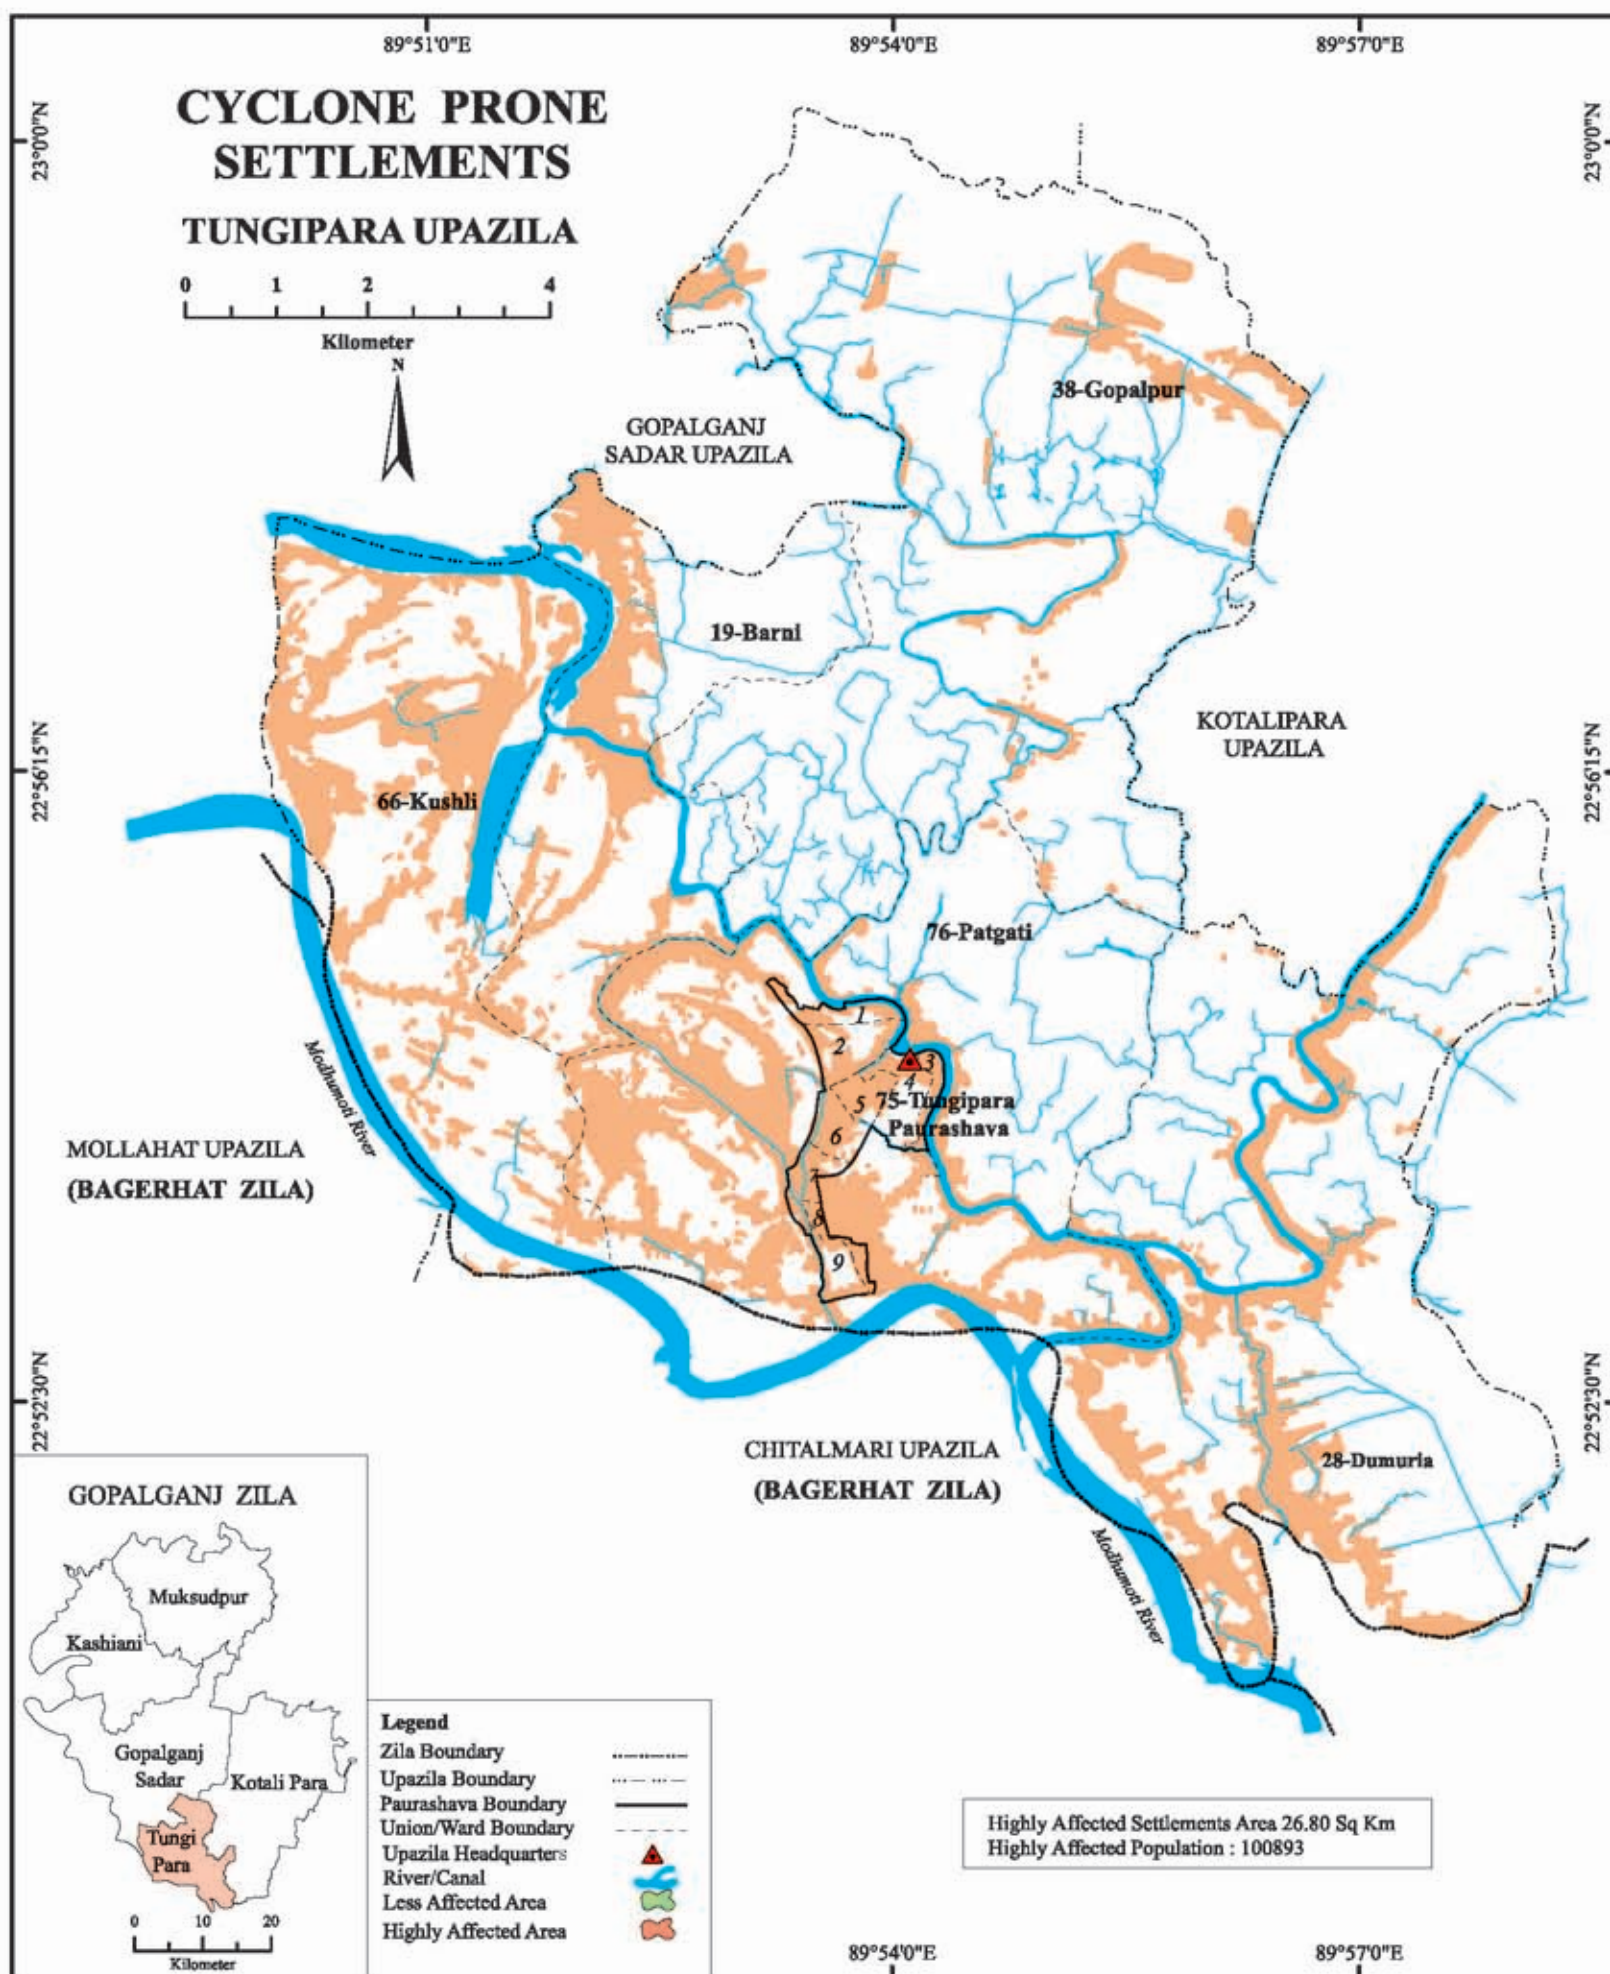 89°51'0"E
89°54'0"E
89°57'0"E
CYCLONE PRONE
SETTLEMENTS
TUNGIPARA UPAZILA
0 1 2 4
Kilometer
N
23°0'0"N
23°0'0"N
38-Gopalpur
GOPALGANJ
SADAR UPAZILA
19-Barni
KOTALIPARA
UPAZILA
22°56'15"N
22°56'15"N
66-Kushli
76-Patgati
1
2
3
4
5
75-Tungipara
Paurashava
6
7
8
9
Modhumoti River
MOLLAHAT UPAZILA
(BAGERHAT ZILA)
22°52'30"N
22°52'30"N
CHITALMARI UPAZILA
(BAGERHAT ZILA)
28-Dumuria
Modhumoti River
GOPALGANJ ZILA
Muksudpur
Kashiani
Gopalganj
Sadar
Kotali Para
Tungi
Para
0 10 20
Kilometer
Legend
Zila Boundary
Upazila Boundary
Paurashava Boundary
Union/Ward Boundary
Upazila Headquarters
River/Canal
Less Affected Area
Highly Affected Area
Highly Affected Settlements Area 26.80 Sq Km
Highly Affected Population : 100893
89°54'0"E
89°57'0"E